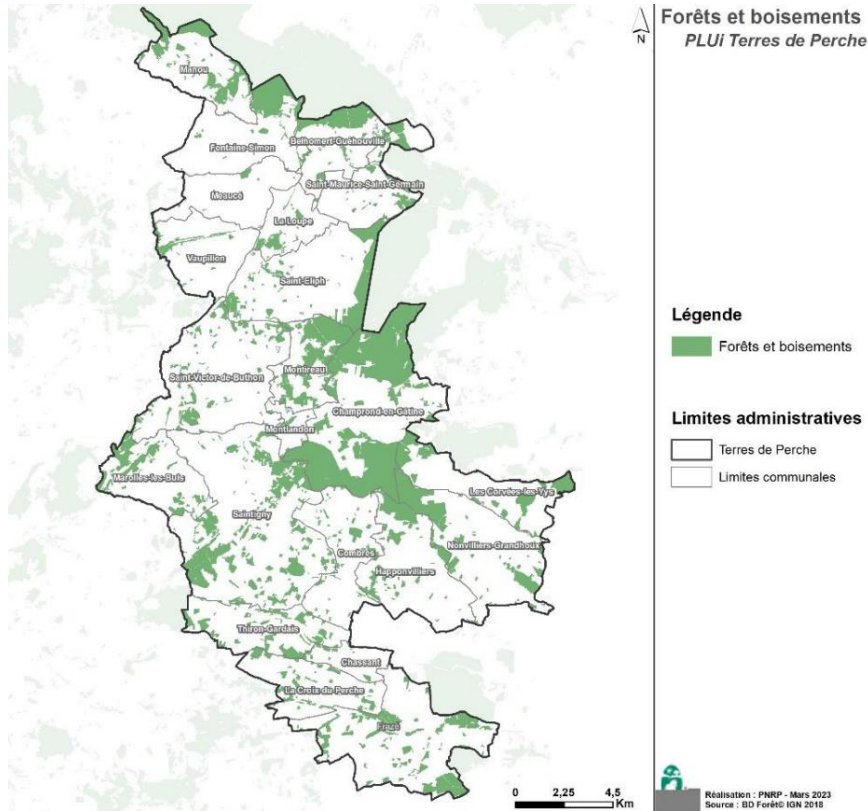 Forêts et boisements
PLUi Terres de Perche
N
Manou
Fontaine-Simon
Belhomert-Guéhouville
Meaucé
Saint-Maurice-Saint-Germain
La Loupe
Vaupillon
Saint-Eliph
Saint-Victor-de-Buthon
Montireau
Champrond-en-Gâtine
Montlandon
Marolles-les-Buis
Les Corvées-les-Yys
Saintigny
Nonvilliers-Grandhoux
Combres
Happonvilliers
Thiron-Gardais
Chassant
La Croix-du-Perche
Frazé
Légende
Forêts et boisements
Limites administratives
Terres de Perche
Limites communales
0 2,25 4,5
Km
Réalisation : PNRP - Mars 2023
Source : BD Forêt© IGN 2018